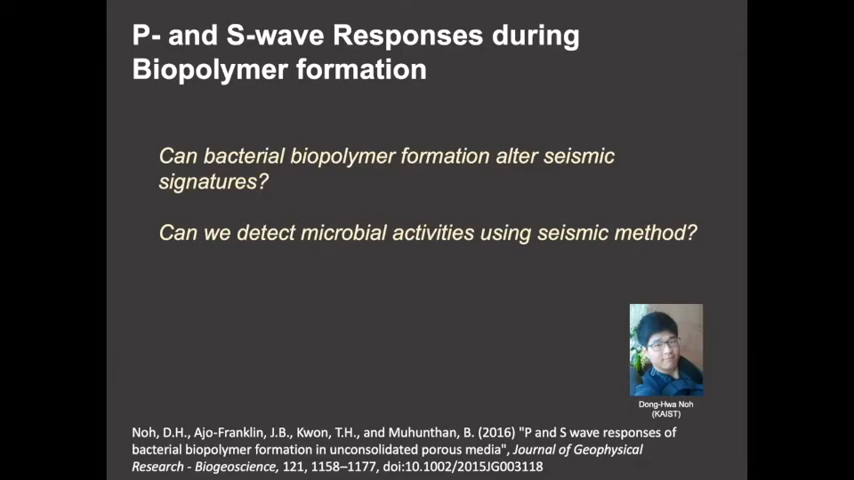 P- and S-wave Responses during
Biopolymer formation
Can bacterial biopolymer formation alter seismic
signatures?
Can we detect microbial activities using seismic method?
Dong-Hwa Noh
(KAIST)
Noh, D.H., Ajo-Franklin, J.B., Kwon, T.H., and Muhunthan, B. (2016) "P and S wave responses of
bacterial biopolymer formation in unconsolidated porous media", Journal of Geophysical
Research - Biogeoscience, 121, 1158–1177, doi:10.1002/2015JG003118